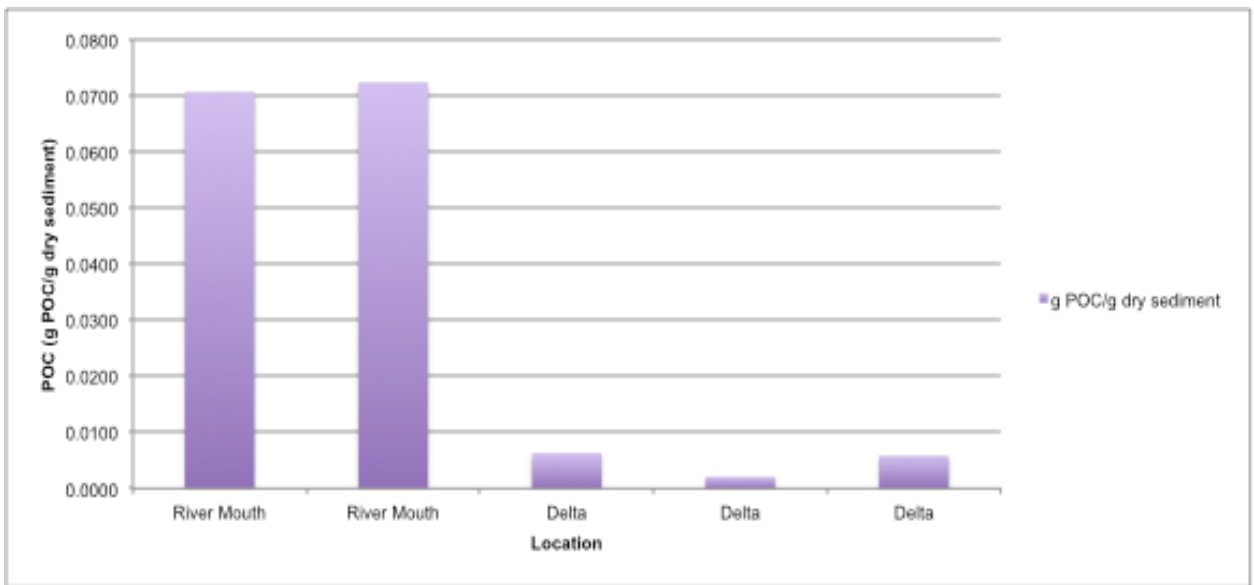 0.0800
0.0700
0.0600
0.0500
0.0400
0.0300
0.0200
0.0100
0.0000
POC (g POC/g dry sediment)
River Mouth River Mouth Delta Delta Delta
Location
g POC/g dry sediment